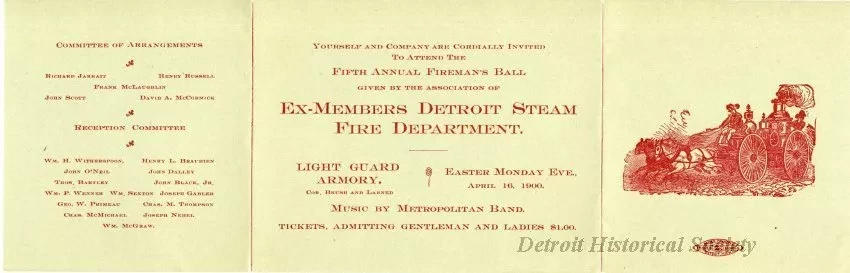 COMMITTEE OF ARRANGEMENTS
RICHARD JARRAIT HENRY RUSSELL
FRANK MCLAUGHLIN
JOHN SCOTT DAVID A. MCCORMICK
RECEPTION COMMITTEE
WM. H. WITHERSPOON, HENRY L. BEAUBIEN
JOHN O'NEIL JOHN DALLEY
THOS. BARTLEY JOHN BLACK, JR.
WM. P. WENNER WM. SEXTON JOSEPH GABLER
GEO. W. PRIMEAU CHAS. M. THOMPSON
CHAS. MCMICHAEL JOSEPH NEBEL
WM. MCGRAW.
YOURSELF AND COMPANY ARE CORDIALLY INVITED
TO ATTEND THE
FIFTH ANNUAL FIREMAN'S BALL
GIVEN BY THE ASSOCIATION OF
EX-MEMBERS DETROIT STEAM
FIRE DEPARTMENT.
LIGHT GUARD
ARMORY,
COR. BRUSH AND LARNED
EASTER MONDAY EVE.,
APRIL 16, 1900.
MUSIC BY METROPOLITAN BAND.
TICKETS, ADMITTING GENTLEMAN AND LADIES $1.00.
Detroit Historical Society